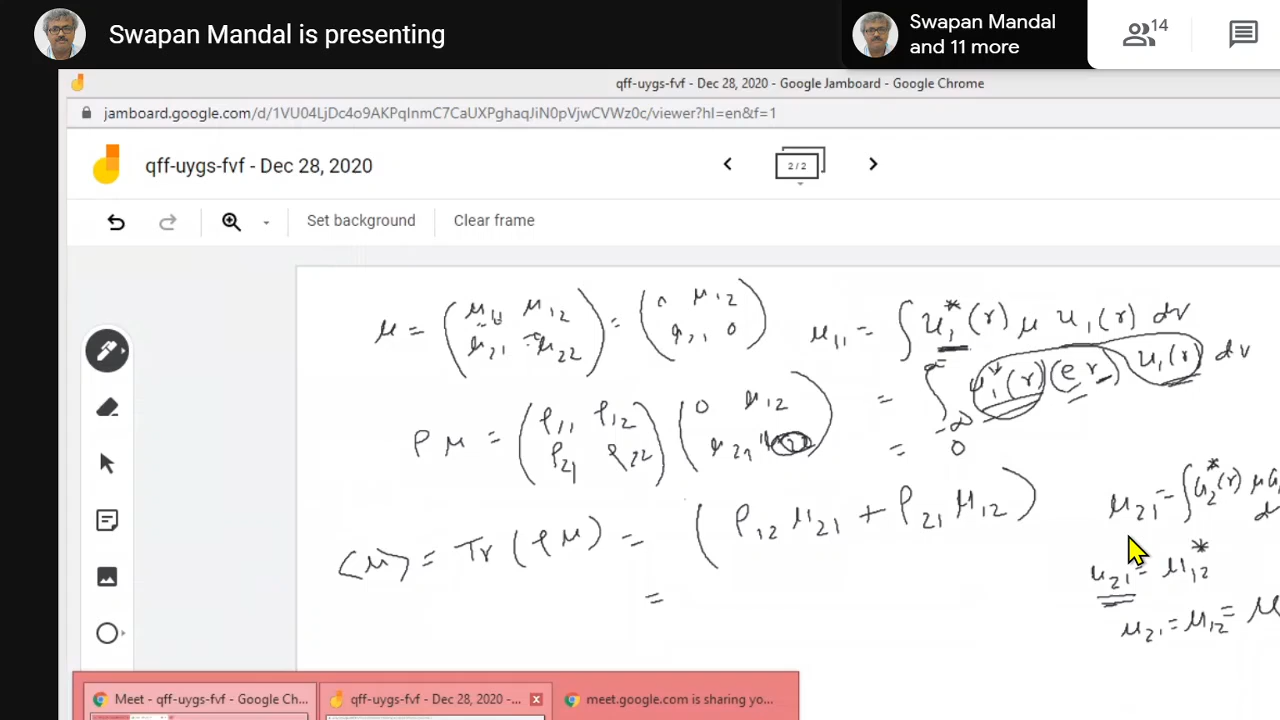 Swapan Mandal is presenting
Swapan Mandal
and 11 more
14
qff-uygs-fvf - Dec 28, 2020 - Google Jamboard - Google Chrome
jamboard.google.com/d/1VU04LjDc4o9AKPqInmC7CaUXPghaqJiN0pVjwCVWz0c/viewer?hl=en&f=1
qff-uygs-fvf - Dec 28, 2020
2/2
Set background
Clear frame
μ = (μ11 μ12 μ21 μ22) = (0 μ12 μ21 0)
μ11 = ∫ u1*(r) μ u1(r) dv
= ∫ u1*(r) (er) u1(r) dv
-∞
= 0
ρμ = (ρ11 ρ12 ρ21 ρ22) (0 μ12 μ21
<μ> = Tr(ρμ) = (ρ12 μ21 + ρ21 μ12)
=
μ21 = ∫ u2*(r) μ
μ21 = μ12*
μ21 = μ12 = μ
Meet - qff-uygs-fvf - Google Ch...
qff-uygs-fvf - Dec 28, 2020 -...
meet.google.com is sharing yo...